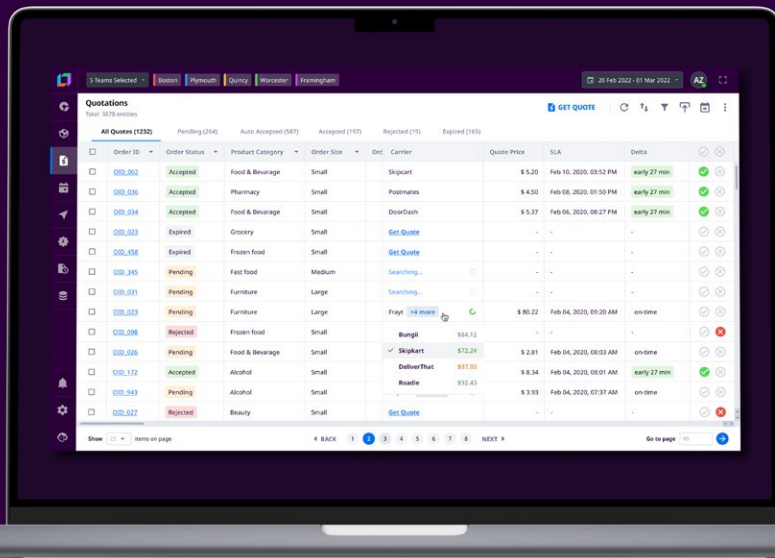 5 Teams Selected Boston Plymouth Quincy Worcester Framingham 20 Feb 2022 - 01 Mar 2022 AZ
Quotations
Total: 3678 entities
GET QUOTE
All Quotes (1232) Pending (264) Auto Accepted (587) Accepted (197) Rejected (19) Expired (165)
Order ID Order Status Product Category Order Size Orc Carrier Quote Price SLA Delta
OID_002 Accepted Food & Bevarage Small Skipcart $ 5.20 Feb 10, 2020, 03:52 PM early 27 min
OID_036 Accepted Pharmacy Small Postmates $ 4.50 Feb 08, 2020, 01:50 PM early 27 min
OID_034 Accepted Food & Bevarage Small DoorDash $ 5.37 Feb 06, 2020, 08:27 PM early 27 min
OID_023 Expired Grocery Small Get Quote - - -
OID_458 Expired Frozen food Small Get Quote - - -
OID_345 Pending Fast food Medium Searching... - - -
OID_031 Pending Furniture Large Searching... - - -
OID_023 Pending Furniture Large Frayt +4 more $ 80.22 Feb 04, 2020, 09:20 AM on-time
OID_098 Rejected Frozen food Small Bungii $84.12 - - -
OID_026 Pending Food & Bevarage Small Skipkart $72.24 $ 2.81 Feb 04, 2020, 08:03 AM on-time
OID_172 Accepted Alcohol Small DeliverThat $97.93 $ 8.34 Feb 04, 2020, 08:01 AM early 27 min
OID_943 Pending Alcohol Small Roadie $92.43 $ 3.93 Feb 04, 2020, 07:37 AM on-time
OID_027 Rejected Beauty Small Get Quote - - -
Show 25 items on page BACK 1 2 3 4 5 6 7 8 NEXT Go to page 99